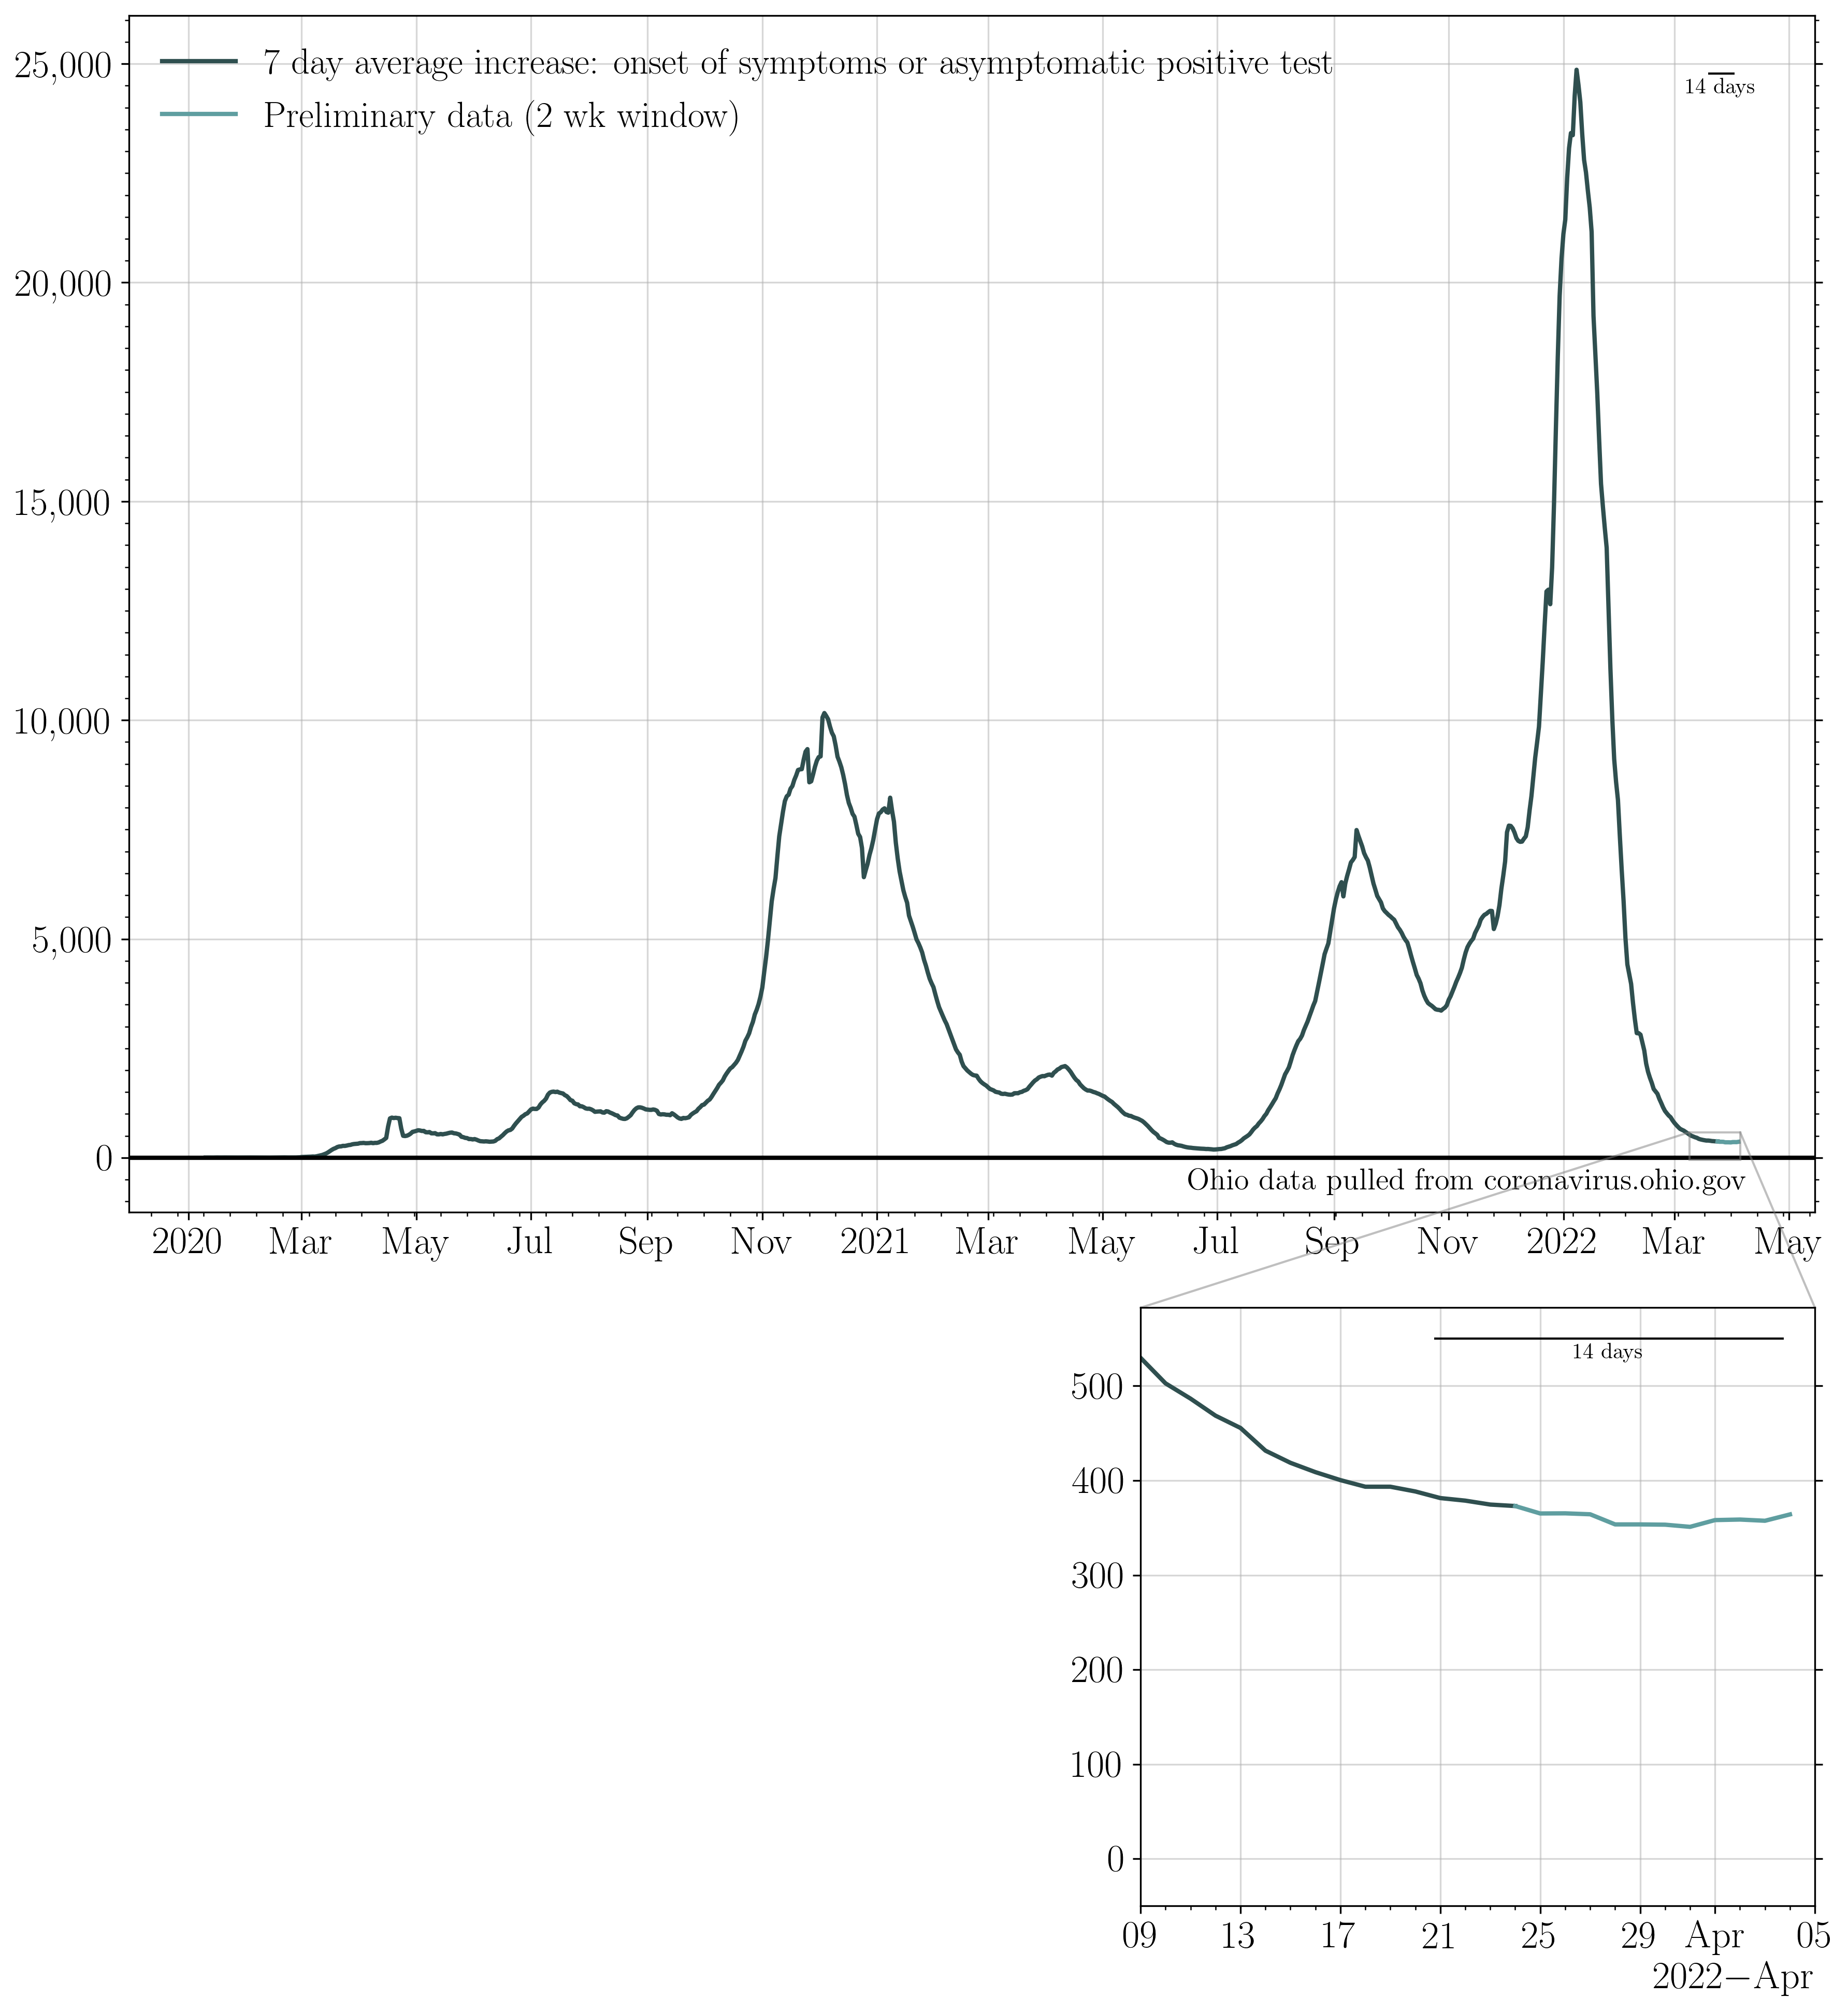 25,000
20,000
15,000
10,000
5,000
0
7 day average increase: onset of symptoms or asymptomatic positive test
Preliminary data (2 wk window)
14 days
Ohio data pulled from coronavirus.ohio.gov
2020 Mar May Jul Sep Nov 2021 Mar May Jul Sep Nov 2022 Mar May
14 days
500
400
300
200
100
0
09 13 17 21 25 29 Apr 05
2022−Apr